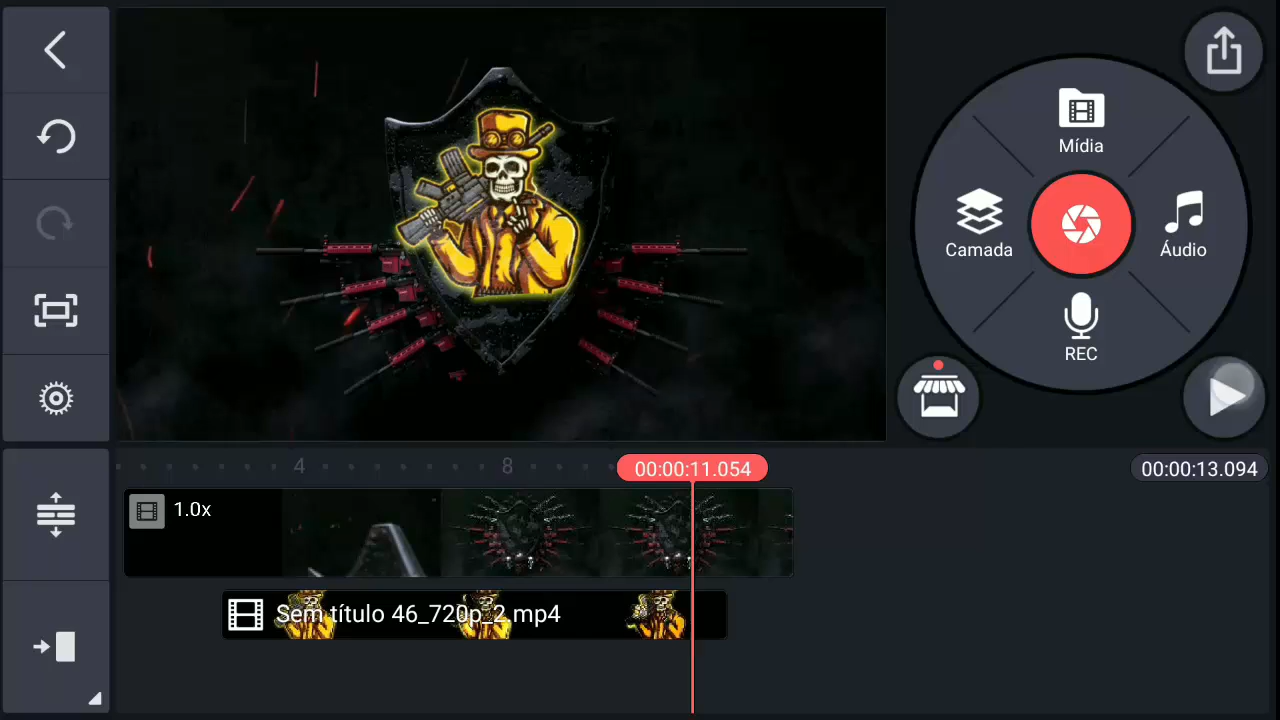 Mídia
Camada
Áudio
REC
4
8
00:00:11.054
00:00:13.094
1.0x
Sem título 46_720p_2.mp4